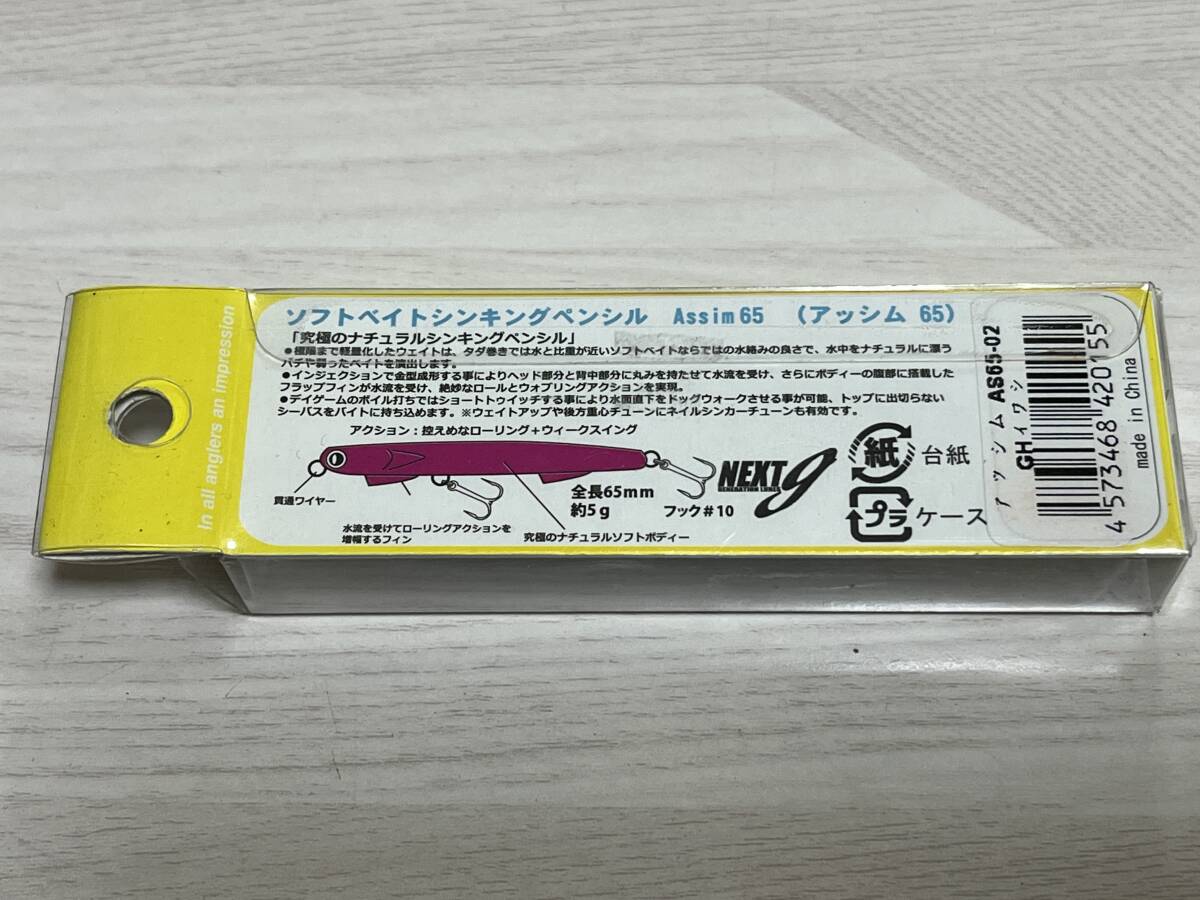 ソフトベイトシンキングペンシル Assim65 （アッシム 65）
「究極のナチュラルシンキングペンシル」
●極限まで軽量化したウェイトは、タダ巻きでは水と比重が近いソフトベイトならではの水絡みの良さで、水中をナチュラルに漂う
バチや弱ったベイトを演出します。
●インジェクションで金型成形する事によりヘッド部分と背中部分に丸みを持たせて水流を受け、さらにボディーの腹部に搭載した
フラップフィンが水流を受け、絶妙なロールとウォブリングアクションを実現。
●デイゲームのボイル打ちではショートトゥイッチする事により水面直下をドッグウォークさせる事が可能、トップに出切らない
シーバスをバイトに持ち込めます。※ウェイトアップや後方重心チューンにネイルシンカーチューンも有効です。
アクション：控えめなローリング＋ウィークスイング
貫通ワイヤー
水流を受けてローリングアクションを
増幅するフィン
全長65mm
約5g
究極のナチュラルソフトボディー
フック#10
NEXT g
GENERATION LURES
紙 台紙
プラ ケース
アッシム AS65-02
GHイワシ
4 573468 420155
made in China
In all anglers an impression